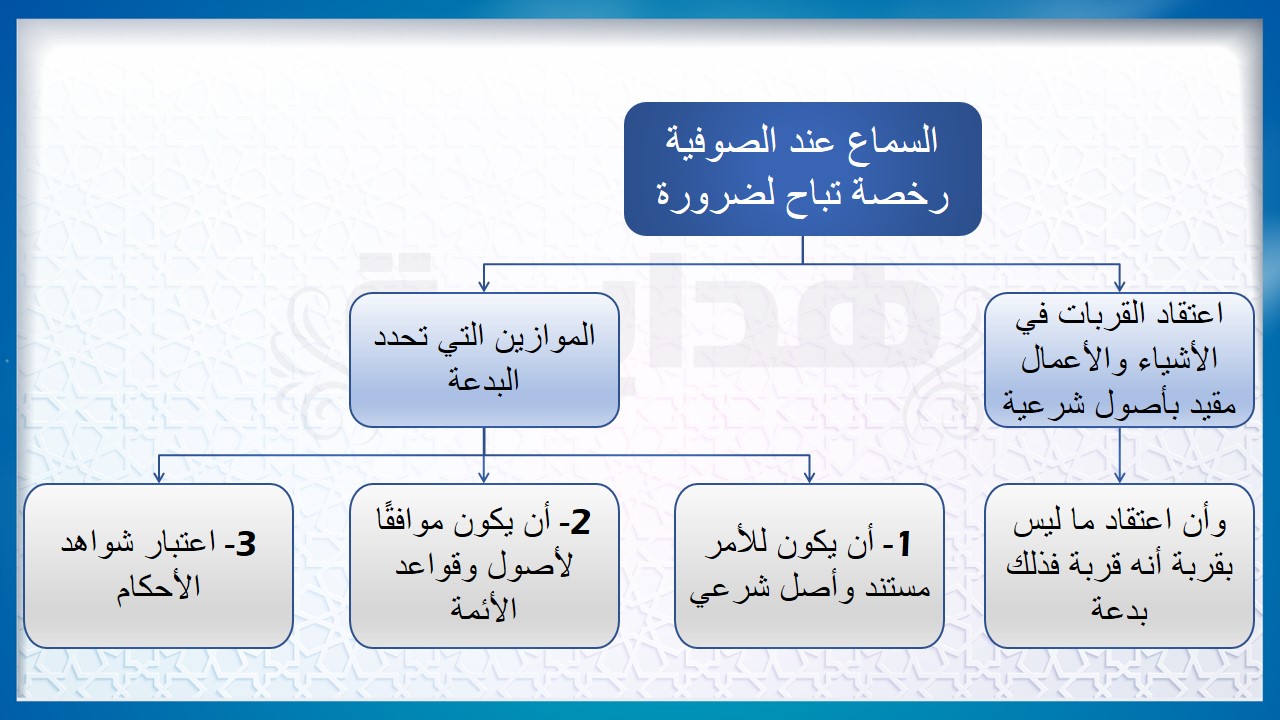 السماع عند الصوفية
رخصة تباح لضرورة
اعتقاد القربات في
الأشياء والأعمال
مقيد بأصول شرعية
الموازين التي تحدد
البدعة
وأن اعتقاد ما ليس
بقربة أنه قربة فذلك
بدعة
1- أن يكون للأمر
مستند وأصل شرعي
2- أن يكون موافقًا
لأصول وقواعد
الأئمة
3- اعتبار شواهد
الأحكام
هداية